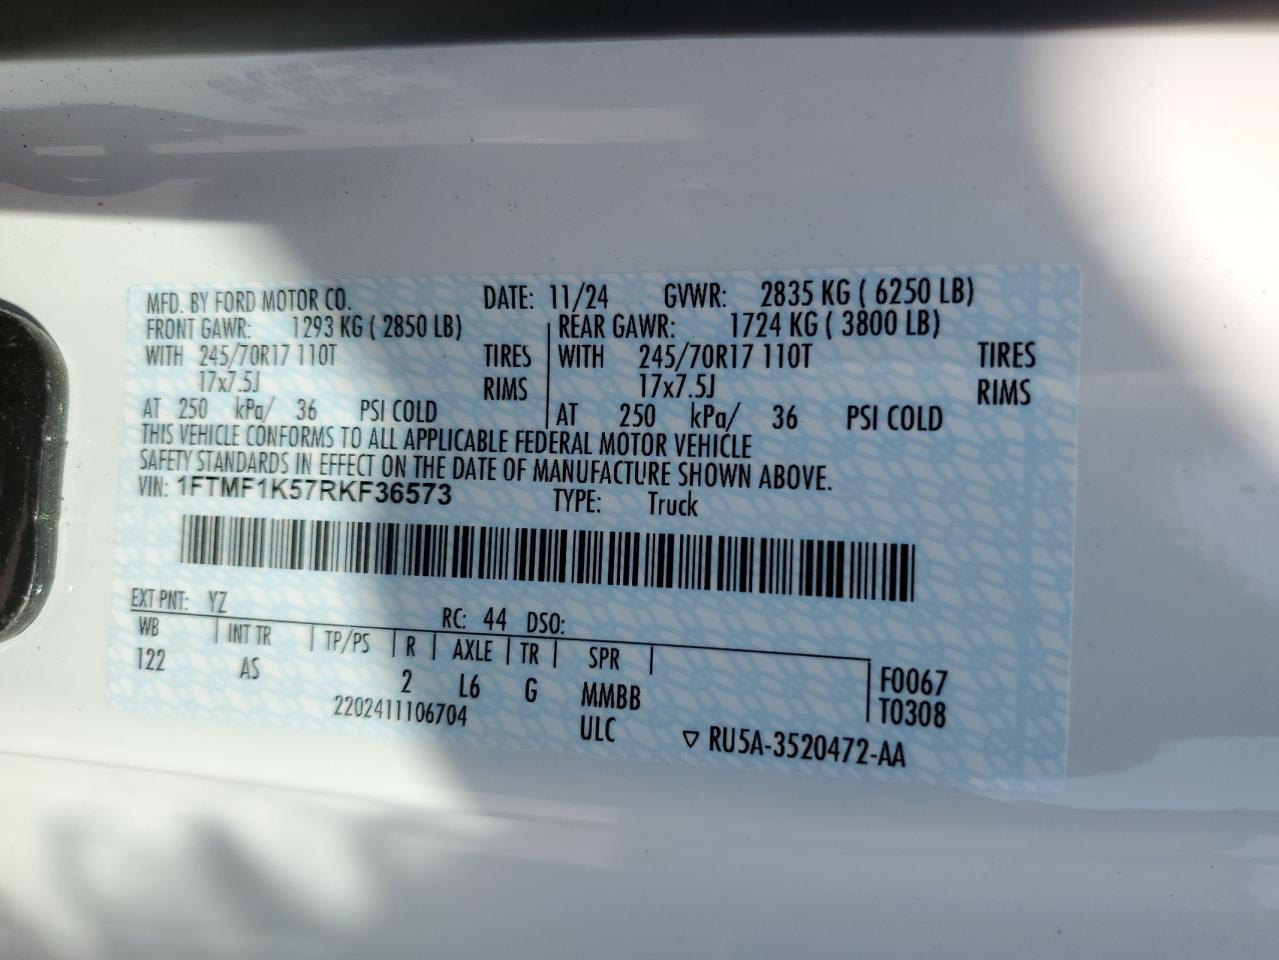 MFD. BY FORD MOTOR CO. DATE: 11/24 GVWR: 2835 KG ( 6250 LB)
FRONT GAWR: 1293 KG ( 2850 LB) REAR GAWR: 1724 KG ( 3800 LB)
WITH 245/70R17 110T TIRES WITH 245/70R17 110T TIRES
17x7.5J RIMS 17x7.5J RIMS
AT 250 kPa/ 36 PSI COLD AT 250 kPa/ 36 PSI COLD
THIS VEHICLE CONFORMS TO ALL APPLICABLE FEDERAL MOTOR VEHICLE
SAFETY STANDARDS IN EFFECT ON THE DATE OF MANUFACTURE SHOWN ABOVE.
VIN: 1FTMF1K57RKF36573 TYPE: Truck
EXT PNT: YZ RC: 44 DSO:
WB INT TR TP/PS R AXLE TR SPR
122 AS 2 L6 G MMBB F0067
2202411106704 ULC T0308
▽ RU5A-3520472-AA